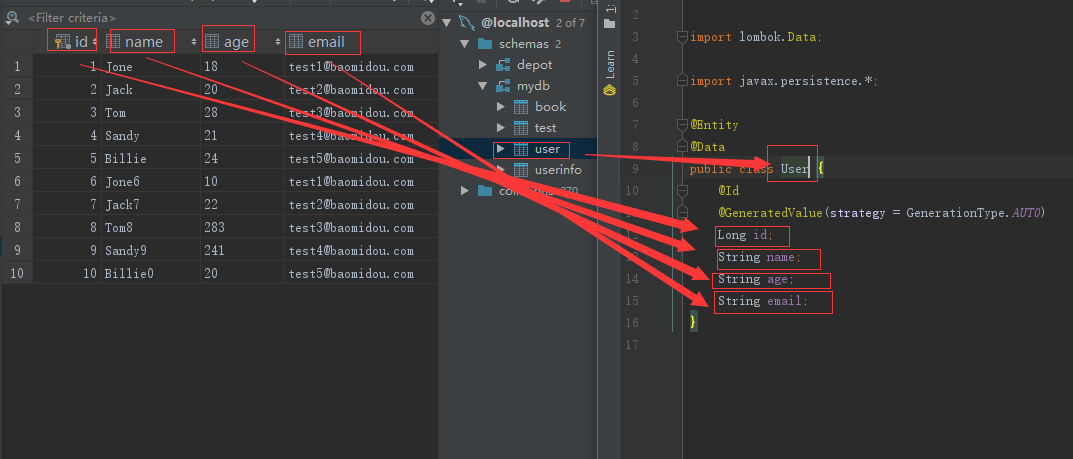 <Filter criteria>
id name age email
1 1 Jone 18 test1@baomidou.com
2 2 Jack 20 test2@baomidou.com
3 3 Tom 28 test3@baomidou.com
4 4 Sandy 21 test4@baomidou.com
5 5 Billie 24 test5@baomidou.com
6 6 Jone6 10 test1@baomidou.com
7 7 Jack7 22 test2@baomidou.com
8 8 Tom8 283 test3@baomidou.com
9 9 Sandy9 241 test4@baomidou.com
10 10 Billie0 20 test5@baomidou.com
@localhost 2 of 7
schemas 2
depot
mydb
book
test
user
userinfo
270
1:
Learn
2
3 import lombok.Data;
4
5 import javax.persistence.*;
6
7 @Entity
8 @Data
9 public class User {
10 @Id
@GeneratedValue(strategy = GenerationType.AUTO)
Long id;
String name;
14 String age;
15 String email;
16 }
17